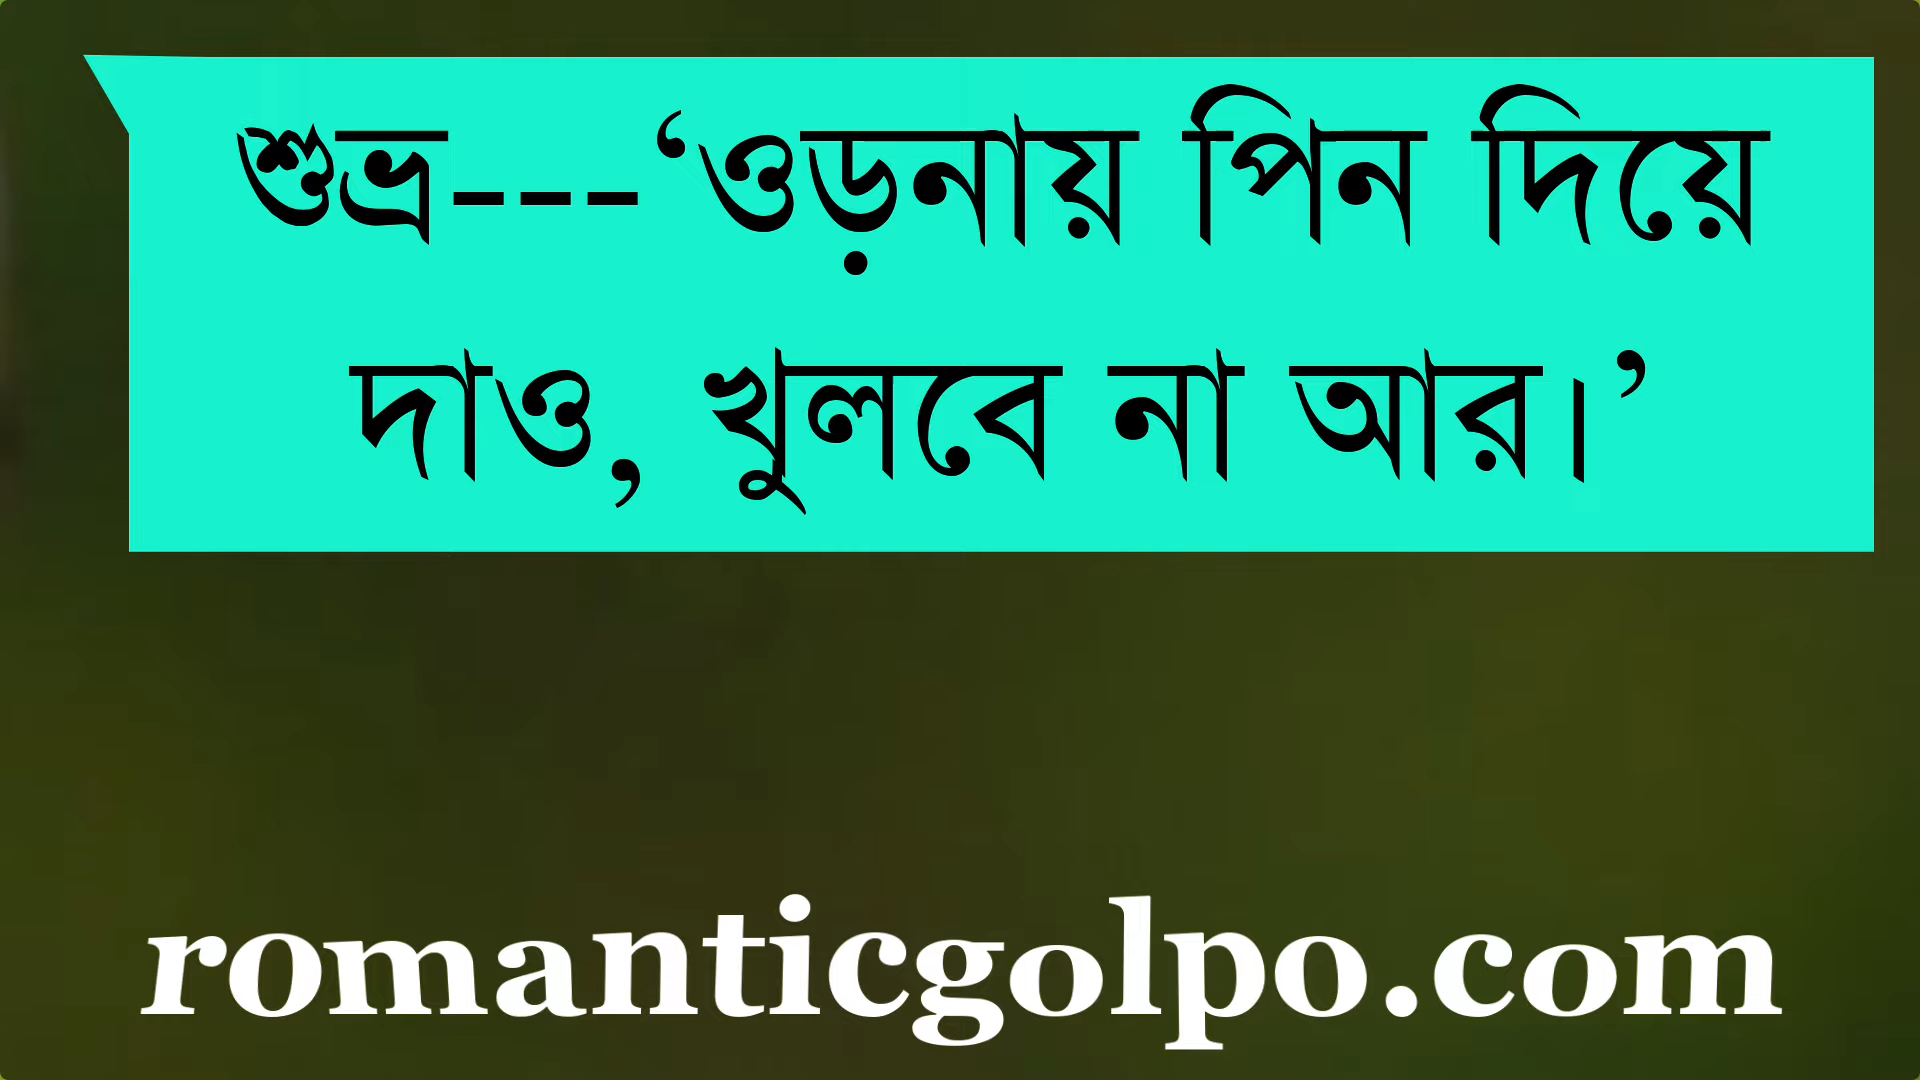 শুভ্র---‘ওড়নায় পিন দিয়ে
দাও, খুলবে না আর।’
romanticgolpo.com